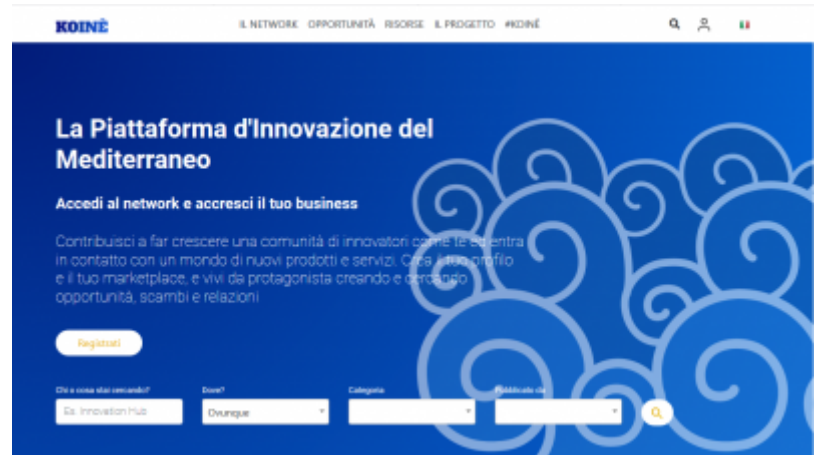 KOINÈ
IL NETWORK OPPORTUNITÀ RISORSE IL PROGETTO #KOINÉ
La Piattaforma d'Innovazione del
Mediterraneo
Accedi al network e accresci il tuo business
Contribuisci a far crescere una comunità di innovatori come te ed entra
in contatto con un mondo di nuovi prodotti e servizi. Crea il tuo profilo
e il tuo marketplace, e vivi da protagonista creando e cercando
opportunità, scambi e relazioni
Registrati
Chi o cosa stai cercando? Dove? Categoria Pubblicato da
Es. Innovation Hub Ovunque